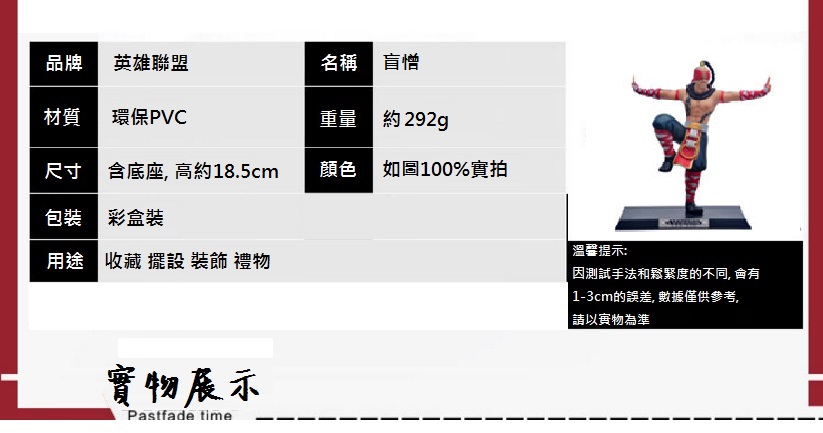 品牌 英雄聯盟 名稱 盲憎
材質 環保PVC 重量 約292g
尺寸 含底座, 高約18.5cm 顏色 如圖100%實拍
包裝 彩盒裝
用途 收藏 擺設 裝飾 禮物
溫馨提示:
因測試手法和鬆緊度的不同, 會有
1-3cm的誤差, 數據僅供參考,
請以實物為準
實物展示
Pastfade time